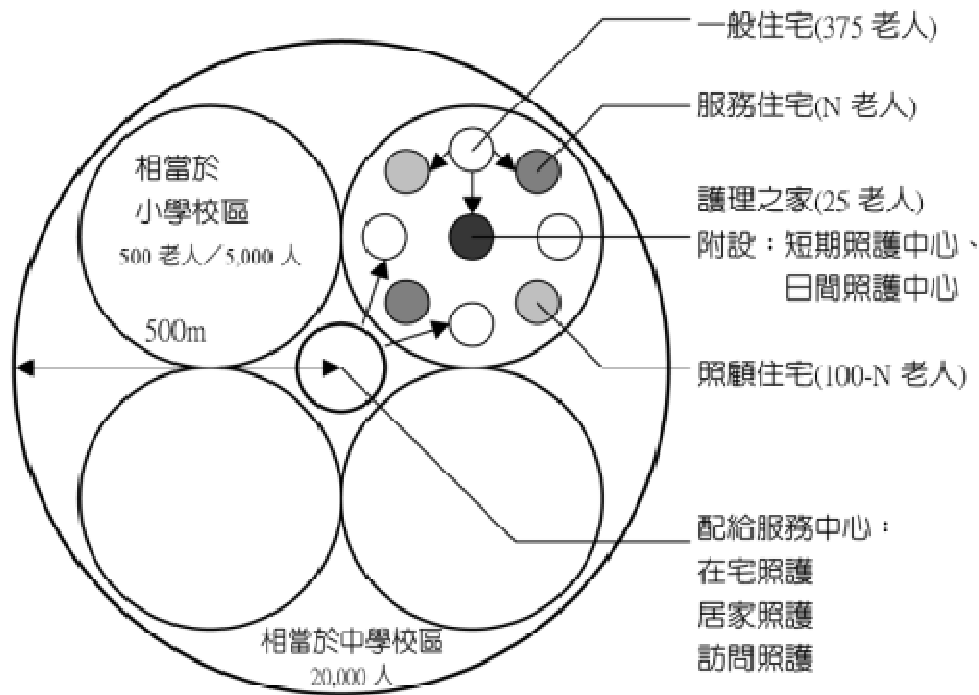 一般住宅(375 老人)
服務住宅(N 老人)
護理之家(25 老人)
附設：短期照護中心、
日間照護中心
照顧住宅(100-N 老人)
配給服務中心：
在宅照護
居家照護
訪問照護
相當於
小學校區
500 老人／5,000 人
500m
相當於中學校區
20,000 人